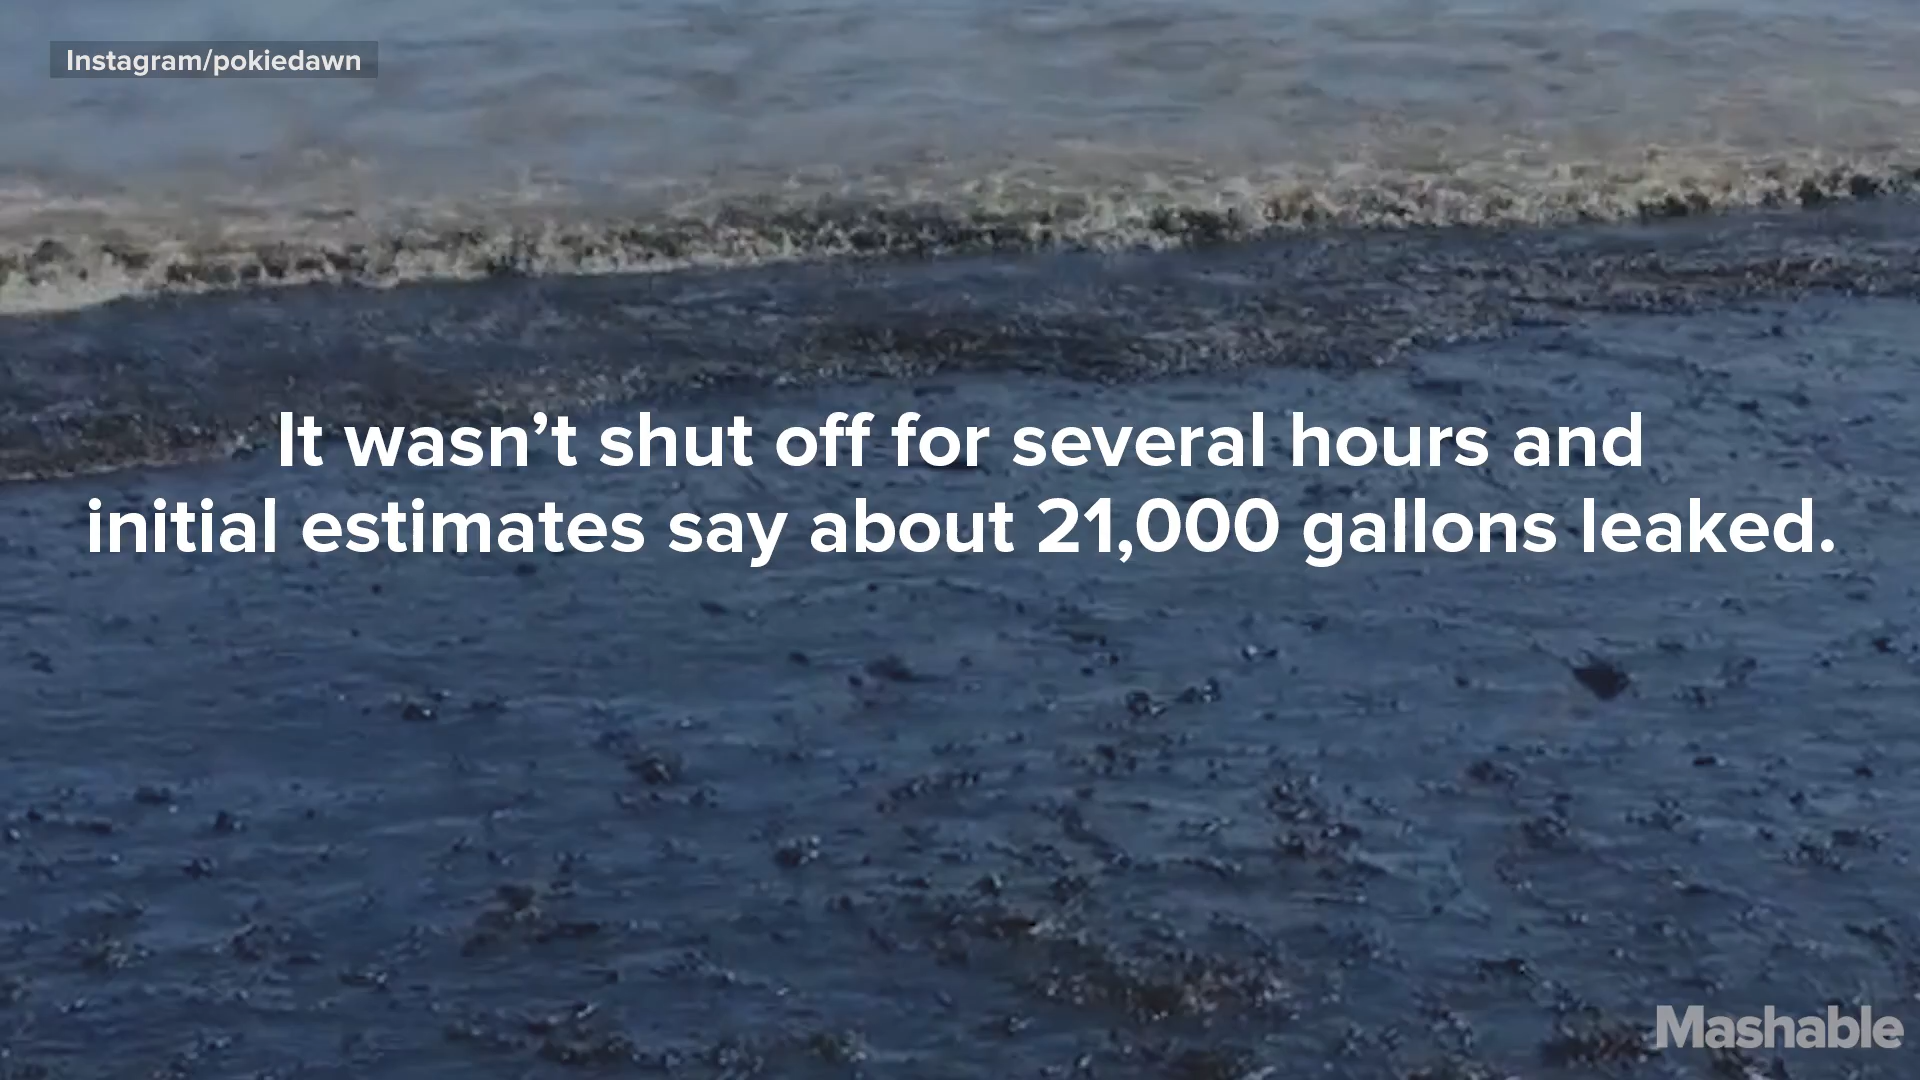 Instagram/pokiedawn
It wasn’t shut off for several hours and
initial estimates say about 21,000 gallons leaked.
Mashable